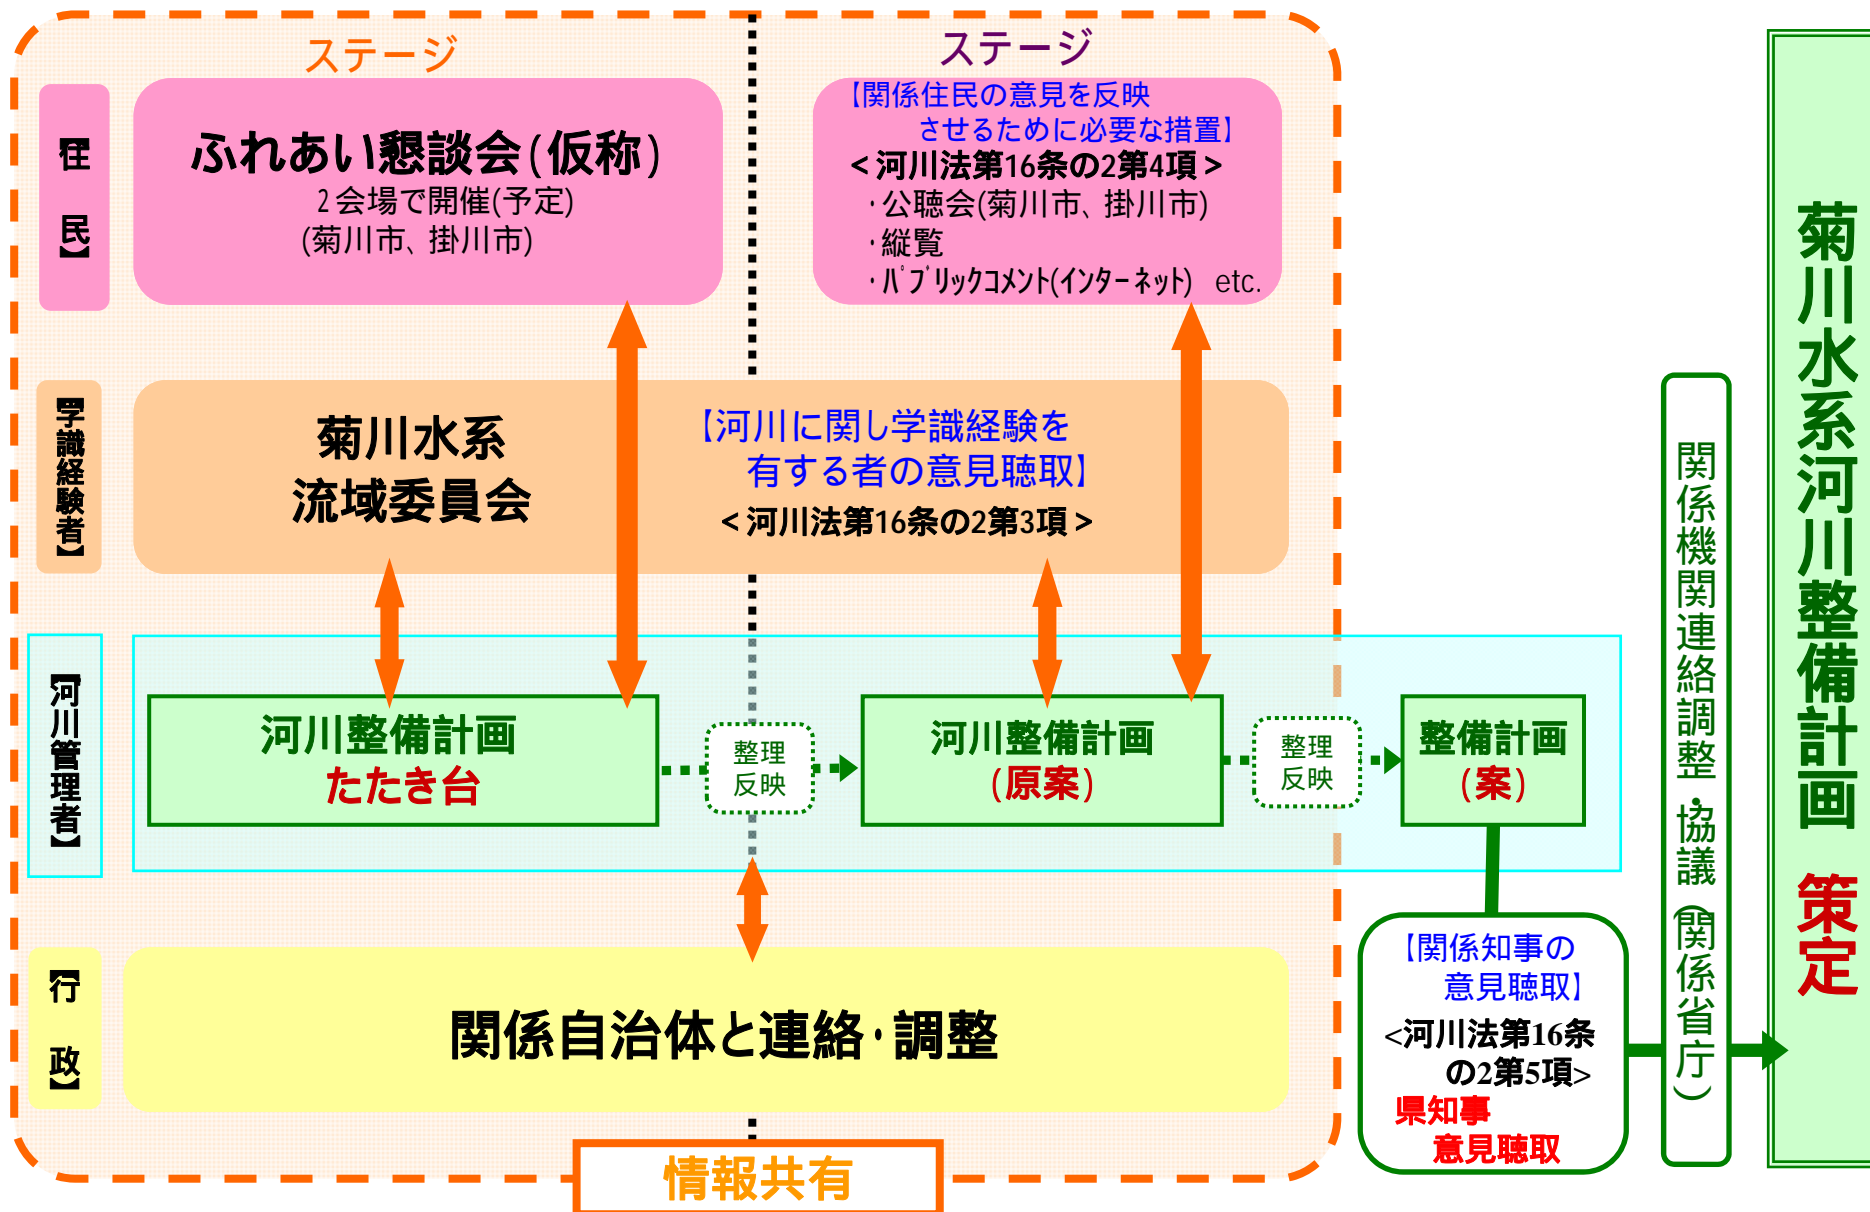 ステージ
ステージ
【住民】
ふれあい懇談会(仮称)
2会場で開催(予定)
(菊川市、掛川市)
【関係住民の意見を反映
させるために必要な措置】
<河川法第16条の2第4項>
・公聴会(菊川市、掛川市)
・縦覧
・パブリックコメント(インターネット) etc.
【学識経験者】
菊川水系
流域委員会
【河川に関し学識経験を
有する者の意見聴取】
<河川法第16条の2第3項>
【河川管理者】
河川整備計画
たたき台
整理
反映
河川整備計画
(原案)
整理
反映
整備計画
(案)
【行政】
関係自治体と連絡・調整
情報共有
【関係知事の
意見聴取】
<河川法第16条
の2第5項>
県知事
意見聴取
関係機関連絡調整・協議(関係省庁)
菊川水系河川整備計画 策定